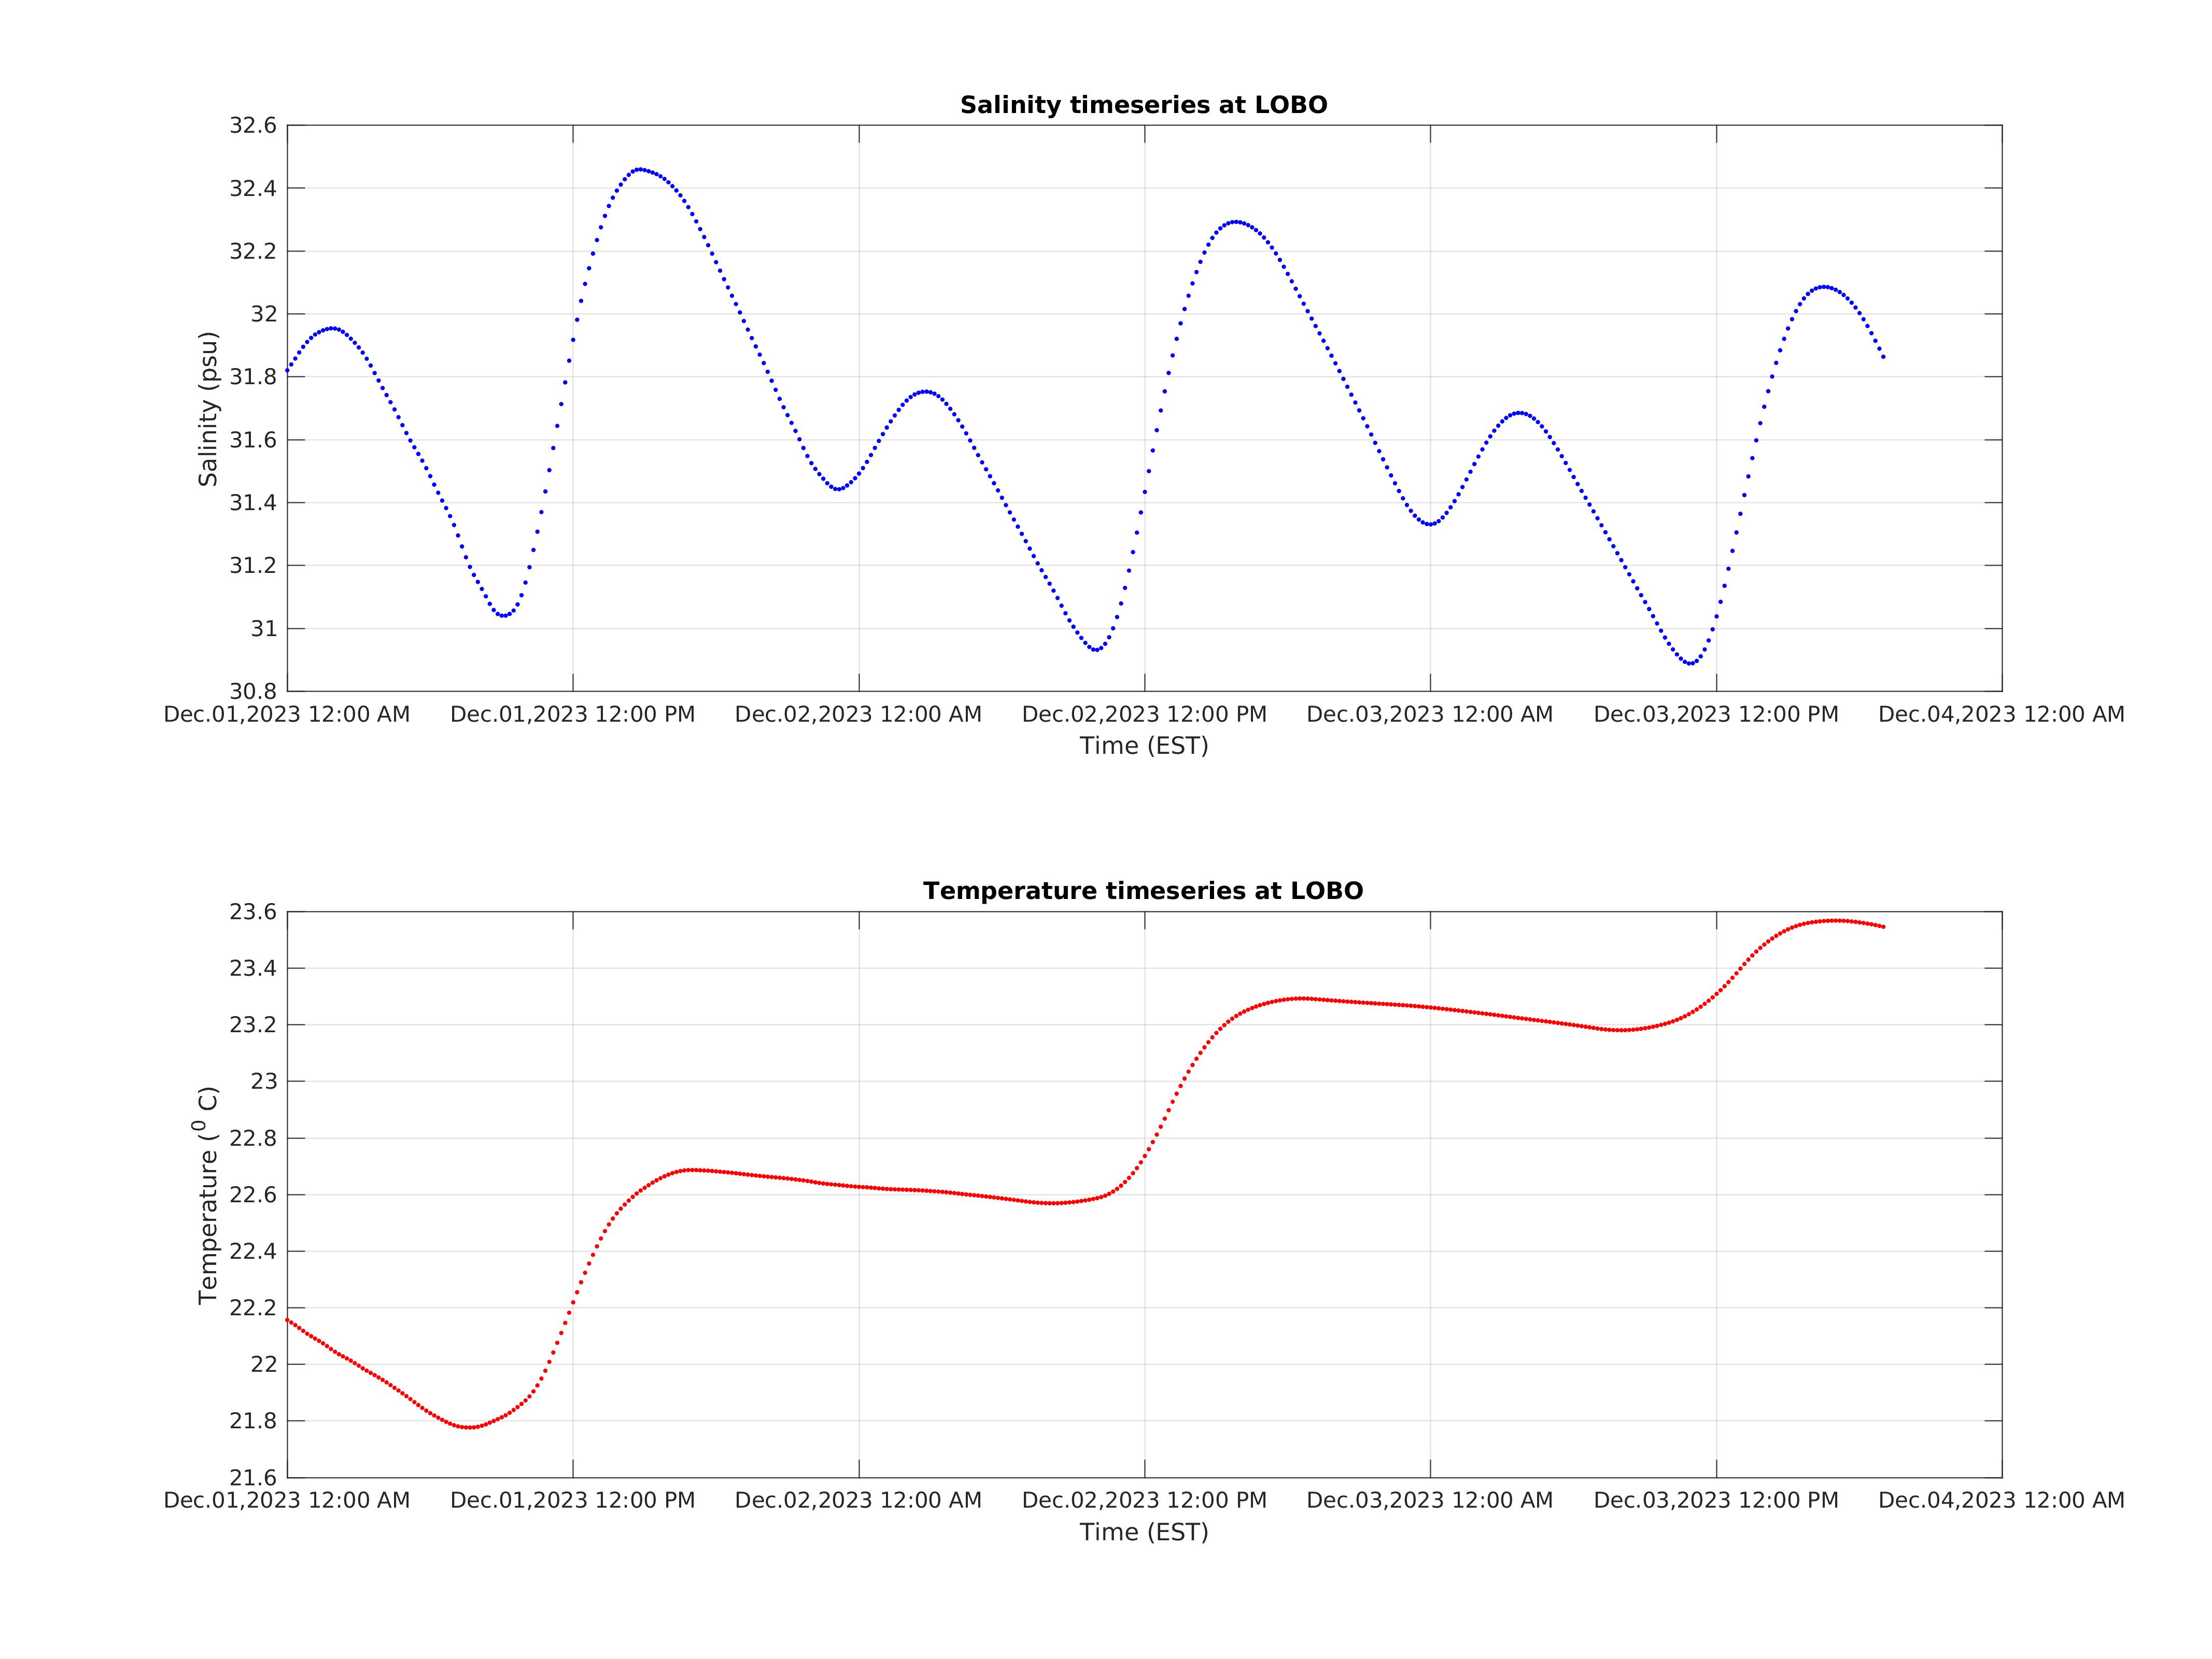 Salinity timeseries at LOBO
32.6
32.4
32.2
32
31.8
31.6
31.4
31.2
31
30.8
Salinity (psu)
Dec.01,2023 12:00 AM Dec.01,2023 12:00 PM Dec.02,2023 12:00 AM Dec.02,2023 12:00 PM Dec.03,2023 12:00 AM Dec.03,2023 12:00 PM Dec.04,2023 12:00 AM
Time (EST)
Temperature timeseries at LOBO
23.6
23.4
23.2
23
22.8
22.6
22.4
22.2
22
21.8
21.6
Temperature (⁰ C)
Dec.01,2023 12:00 AM Dec.01,2023 12:00 PM Dec.02,2023 12:00 AM Dec.02,2023 12:00 PM Dec.03,2023 12:00 AM Dec.03,2023 12:00 PM Dec.04,2023 12:00 AM
Time (EST)